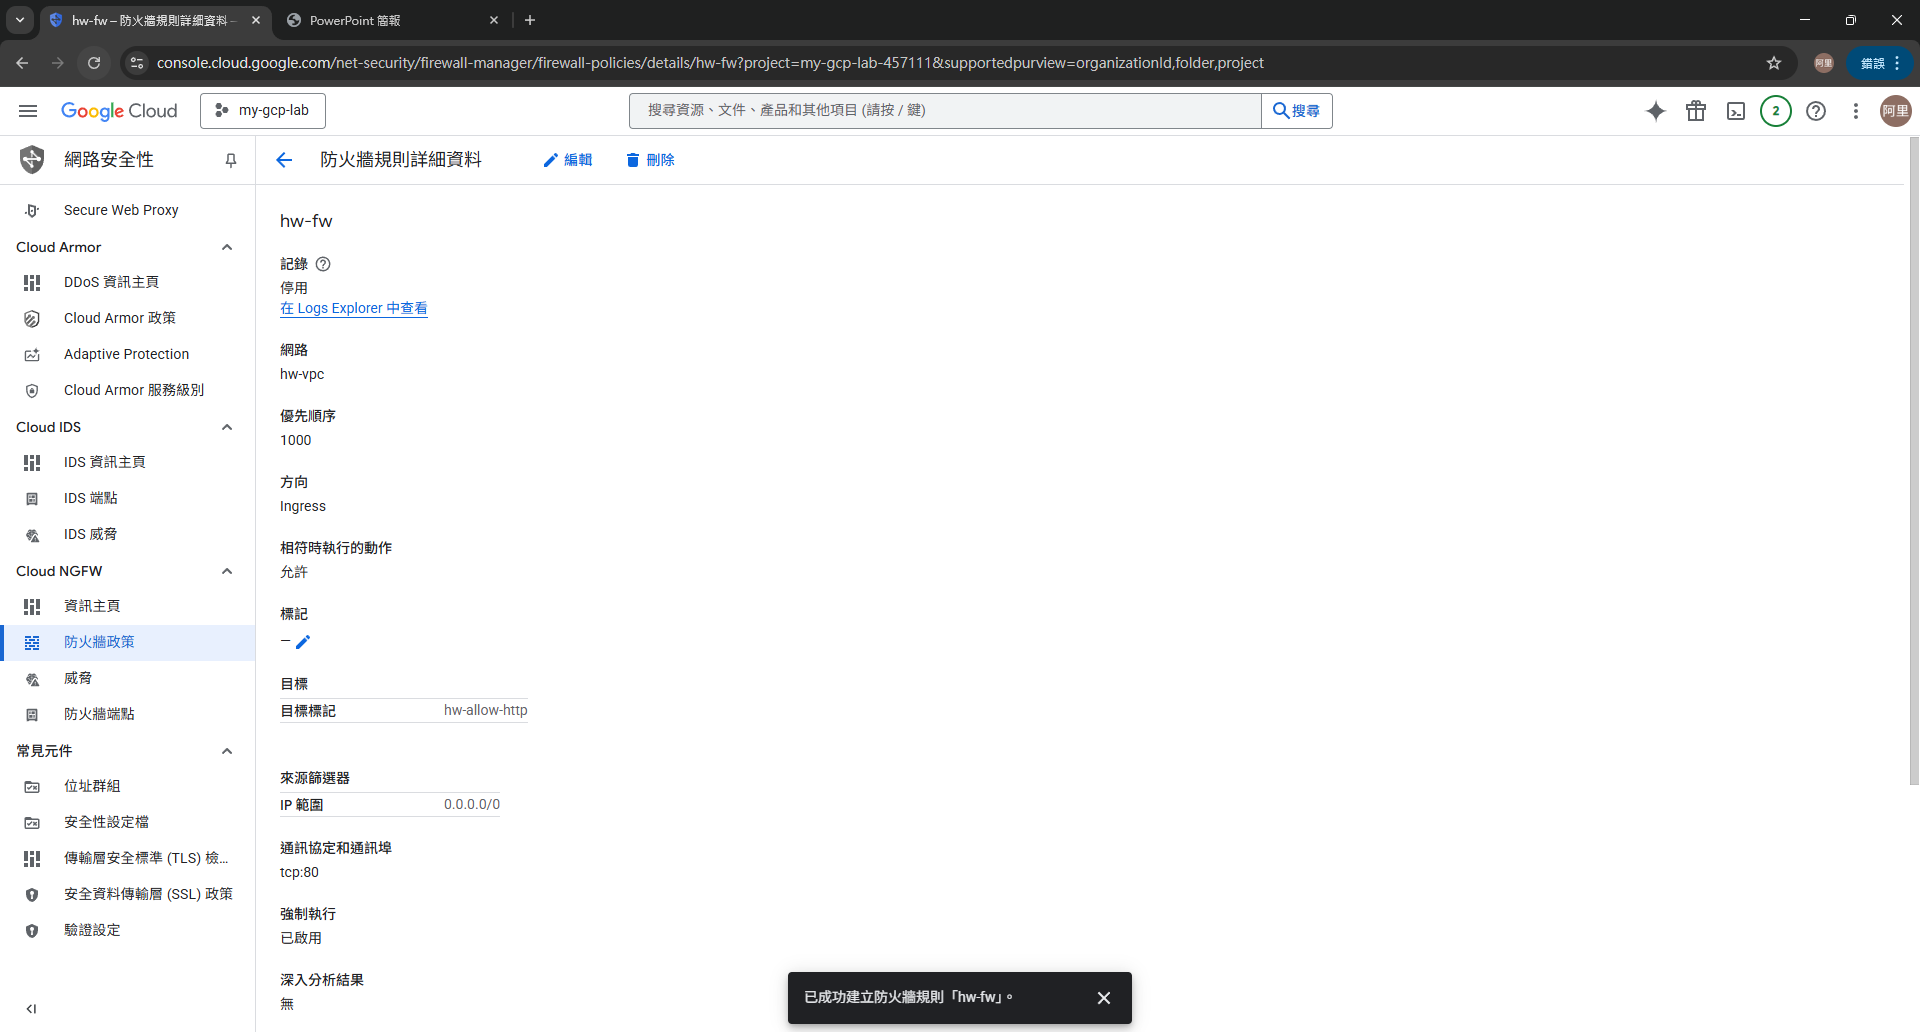 hw-fw – 防火牆規則詳細資料 –
PowerPoint 簡報
console.cloud.google.com/net-security/firewall-manager/firewall-policies/details/hw-fw?project=my-gcp-lab-457111&supportedpurview=organizationId,folder,project
阿里
錯誤
Google Cloud
my-gcp-lab
搜尋資源、文件、產品和其他項目 (請按 / 鍵)
搜尋
2
阿里
網路安全性
防火牆規則詳細資料
編輯
刪除
Secure Web Proxy
Cloud Armor
DDoS 資訊主頁
Cloud Armor 政策
Adaptive Protection
Cloud Armor 服務級別
Cloud IDS
IDS 資訊主頁
IDS 端點
IDS 威脅
Cloud NGFW
資訊主頁
防火牆政策
威脅
防火牆端點
常見元件
位址群組
安全性設定檔
傳輸層安全標準 (TLS) 檢...
安全資料傳輸層 (SSL) 政策
驗證設定
hw-fw
記錄
停用
在 Logs Explorer 中查看
網路
hw-vpc
優先順序
1000
方向
Ingress
相符時執行的動作
允許
標記
—
目標
目標標記 hw-allow-http
來源篩選器
IP 範圍 0.0.0.0/0
通訊協定和通訊埠
tcp:80
強制執行
已啟用
深入分析結果
無
已成功建立防火牆規則「hw-fw」。